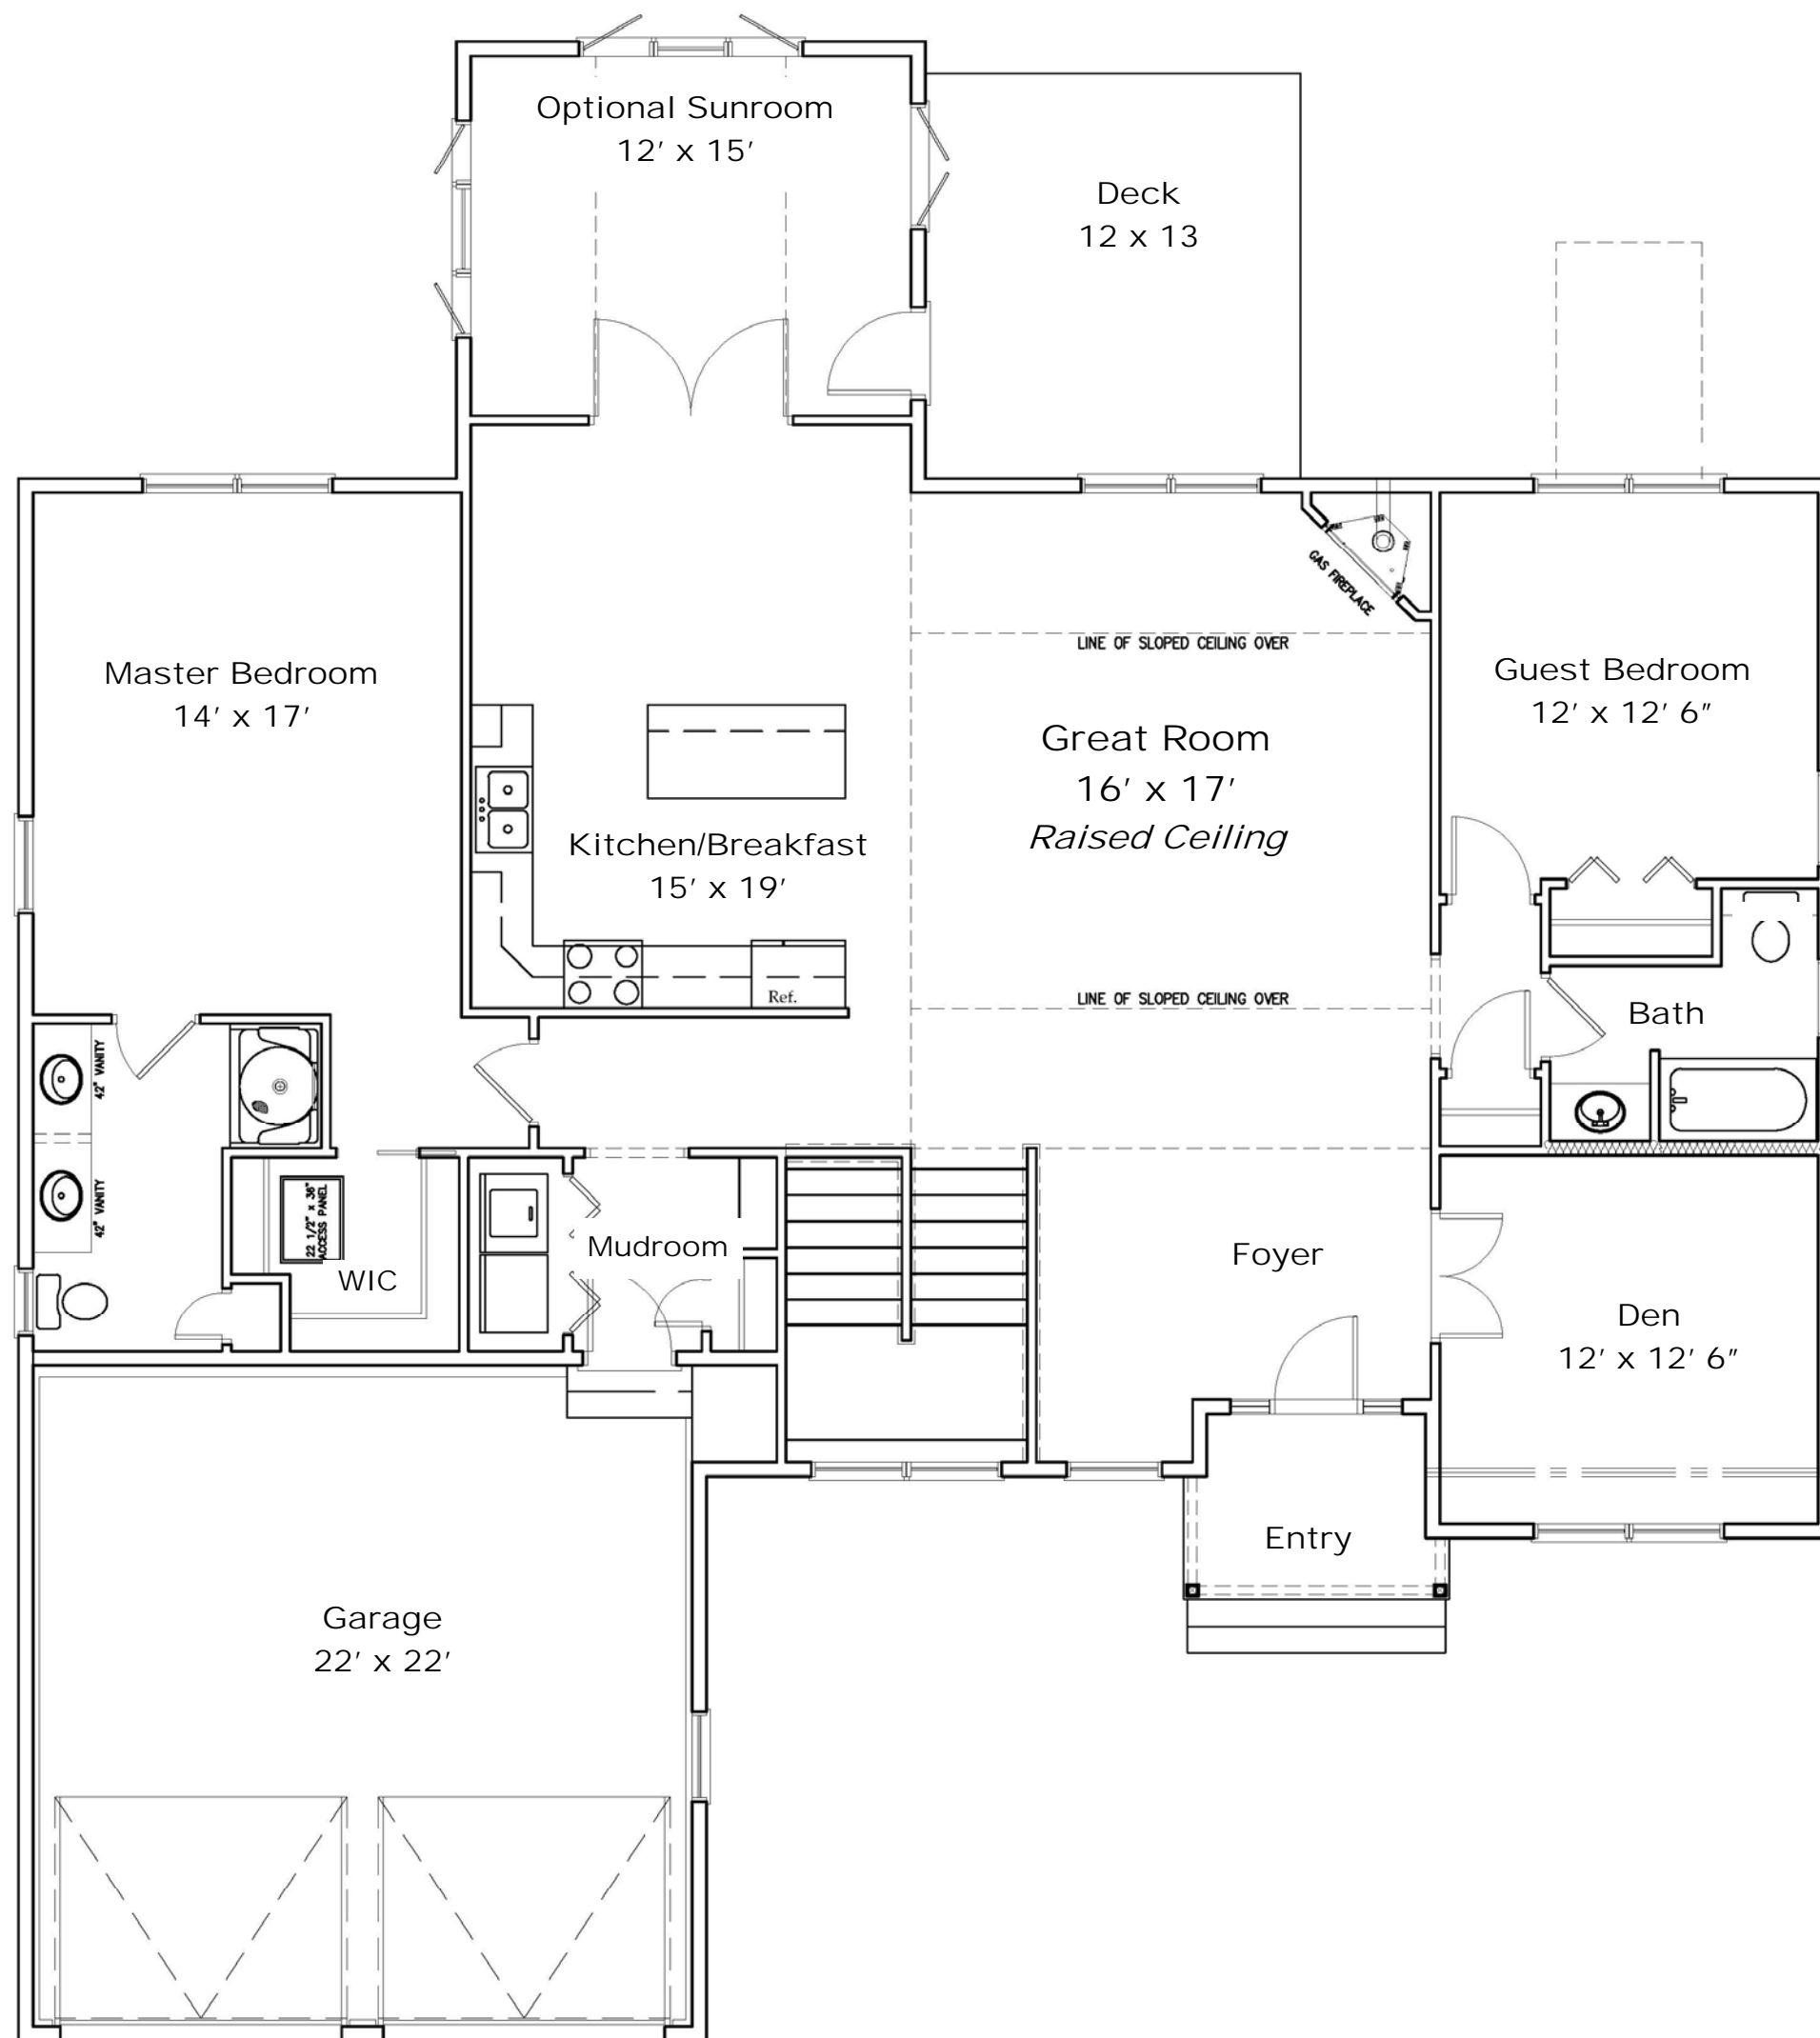 Optional Sunroom
12' x 15'
Deck
12 x 13
GAS FIREPLACE
LINE OF SLOPED CEILING OVER
Master Bedroom
14' x 17'
Guest Bedroom
12' x 12' 6"
Great Room
16' x 17'
Raised Ceiling
Kitchen/Breakfast
15' x 19'
Ref.
LINE OF SLOPED CEILING OVER
Bath
42" VANITY
42" VANITY
22 1/2" x 36"
ACCESS PANEL
WIC
Mudroom
Foyer
Den
12' x 12' 6"
Entry
Garage
22' x 22'